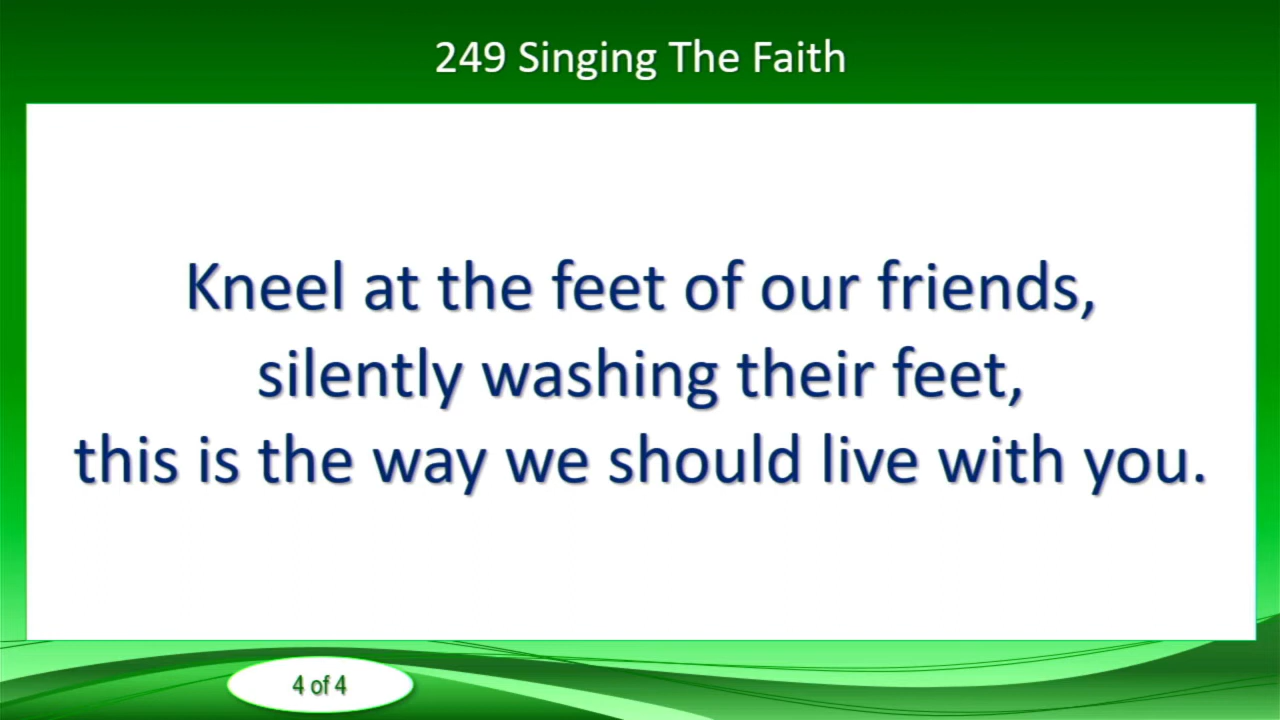 249 Singing The Faith
Kneel at the feet of our friends,
silently washing their feet,
this is the way we should live with you.
4 of 4